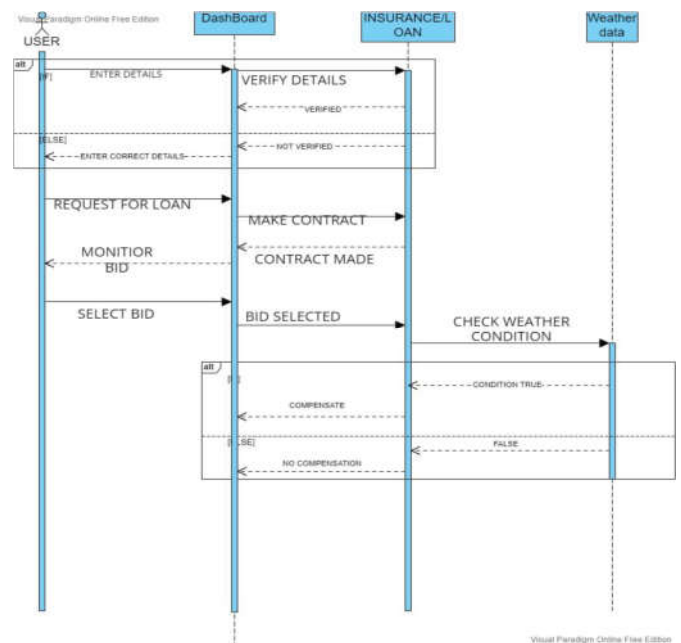 Visual Paradigm Online Free Edition
USER
DashBoard
INSURANCE/L
OAN
Weather
data
alt
[IF]
ENTER DETAILS
VERIFY DETAILS
VERIFIED
[ELSE]
NOT VERIFIED
ENTER CORRECT DETAILS
REQUEST FOR LOAN
MAKE CONTRACT
CONTRACT MADE
MONITIOR
BID
SELECT BID
BID SELECTED
CHECK WEATHER
CONDITION
alt
CONDITION TRUE
COMPENSATE
[ELSE]
FALSE
NO COMPENSATION
Visual Paradigm Online Free Edition